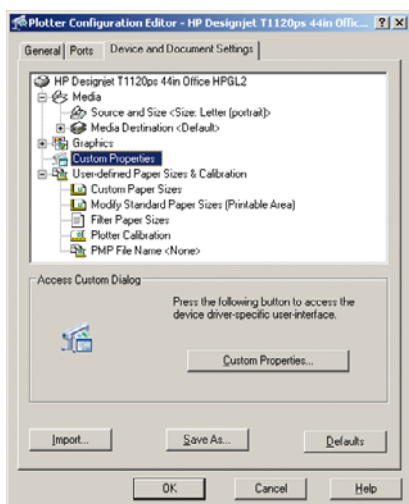 Plotter Configuration Editor - HP Designjet T1120ps 44in Offic...
General Ports Device and Document Settings
HP Designjet T1120ps 44in Office HPGL2
Media
Source and Size <Size: Letter (portrait)>
Media Destination <Default>
Graphics
Custom Properties
User-defined Paper Sizes & Calibration
Custom Paper Sizes
Modify Standard Paper Sizes (Printable Area)
Filter Paper Sizes
Plotter Calibration
PMP File Name <None>
Access Custom Dialog
Press the following button to access the
device driver-specific user-interface.
Custom Properties...
Import... Save As... Defaults
OK Cancel Help